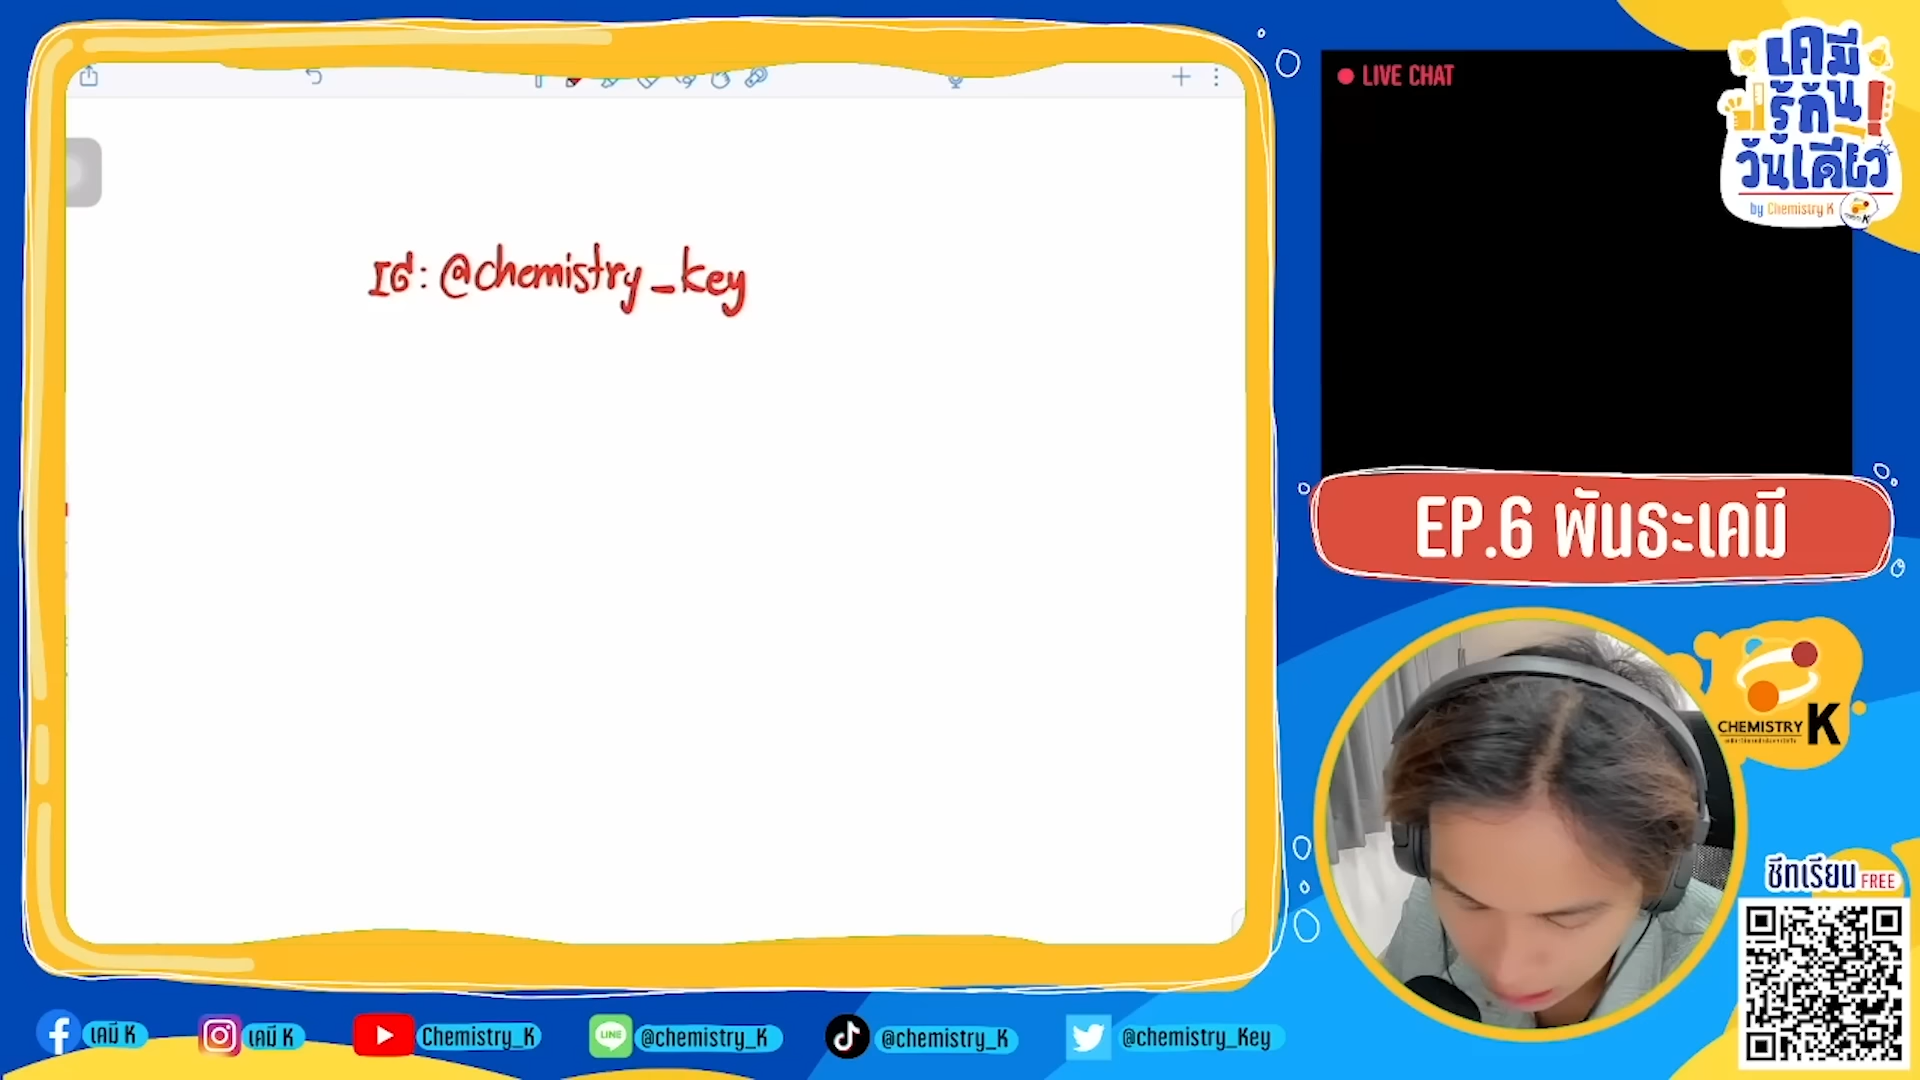 ID: @chemistry_key
LIVE CHAT
เคมี
รู้กัน!
วันเดียว
by Chemistry K
EP.6 พันธะเคมี
CHEMISTRY K
ชีทเรียน FREE
เคมี K
เคมี K
Chemistry_K
LINE
@chemistry_K
@chemistry_K
@chemistry_Key